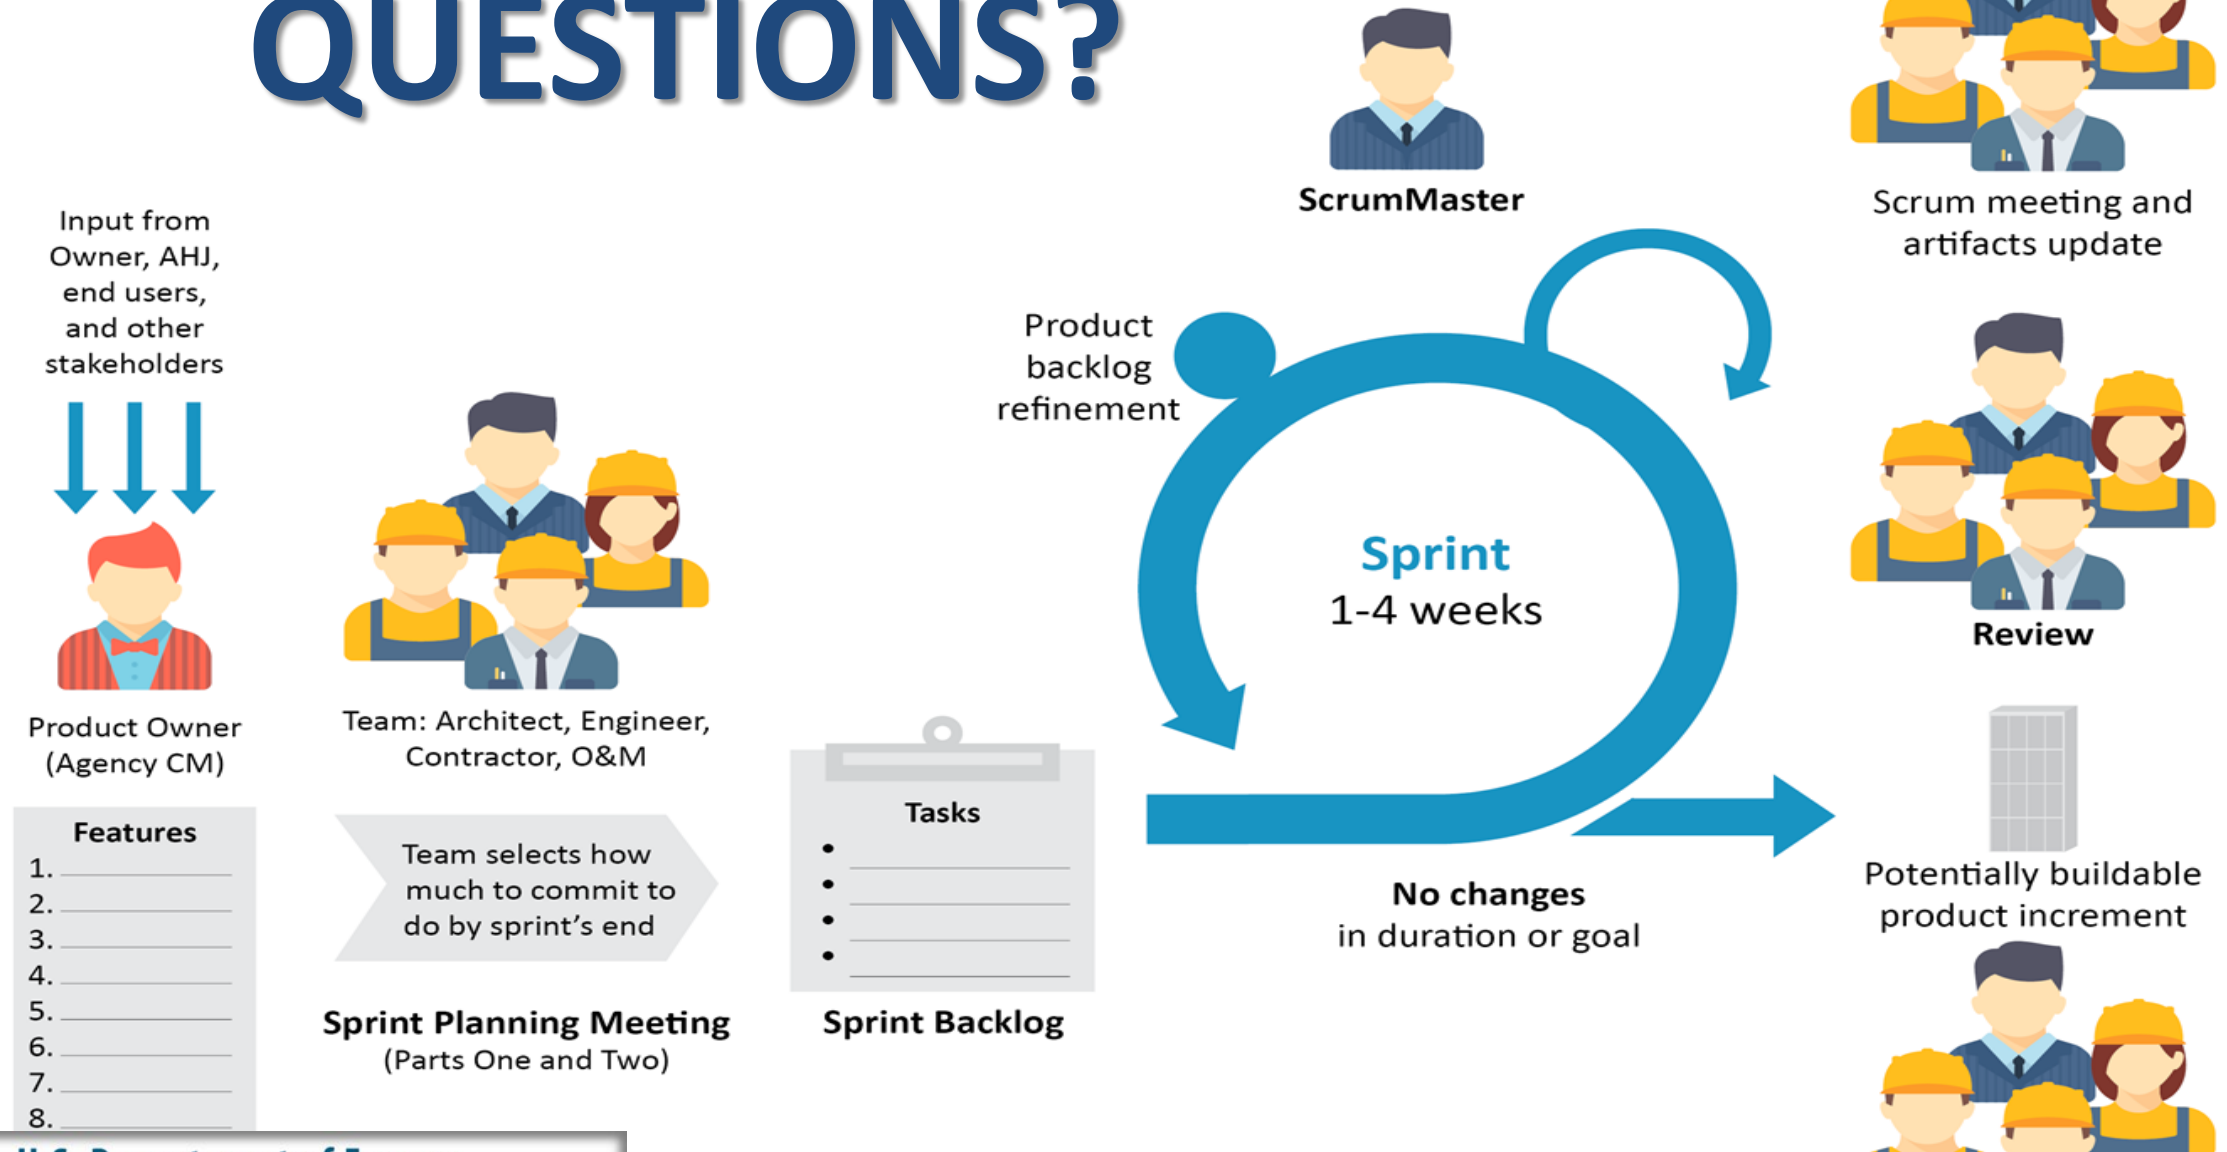 QUESTIONS?
ScrumMaster
Scrum meeting and
artifacts update
Input from
Owner, AHJ,
end users,
and other
stakeholders
Product
backlog
refinement
Sprint
1-4 weeks
Review
Product Owner
(Agency CM)
Team: Architect, Engineer,
Contractor, O&M
Features
1.
2.
3.
4.
5.
6.
7.
8.
Team selects how
much to commit to
do by sprint's end
Sprint Planning Meeting
(Parts One and Two)
Tasks
Sprint Backlog
No changes
in duration or goal
Potentially buildable
product increment